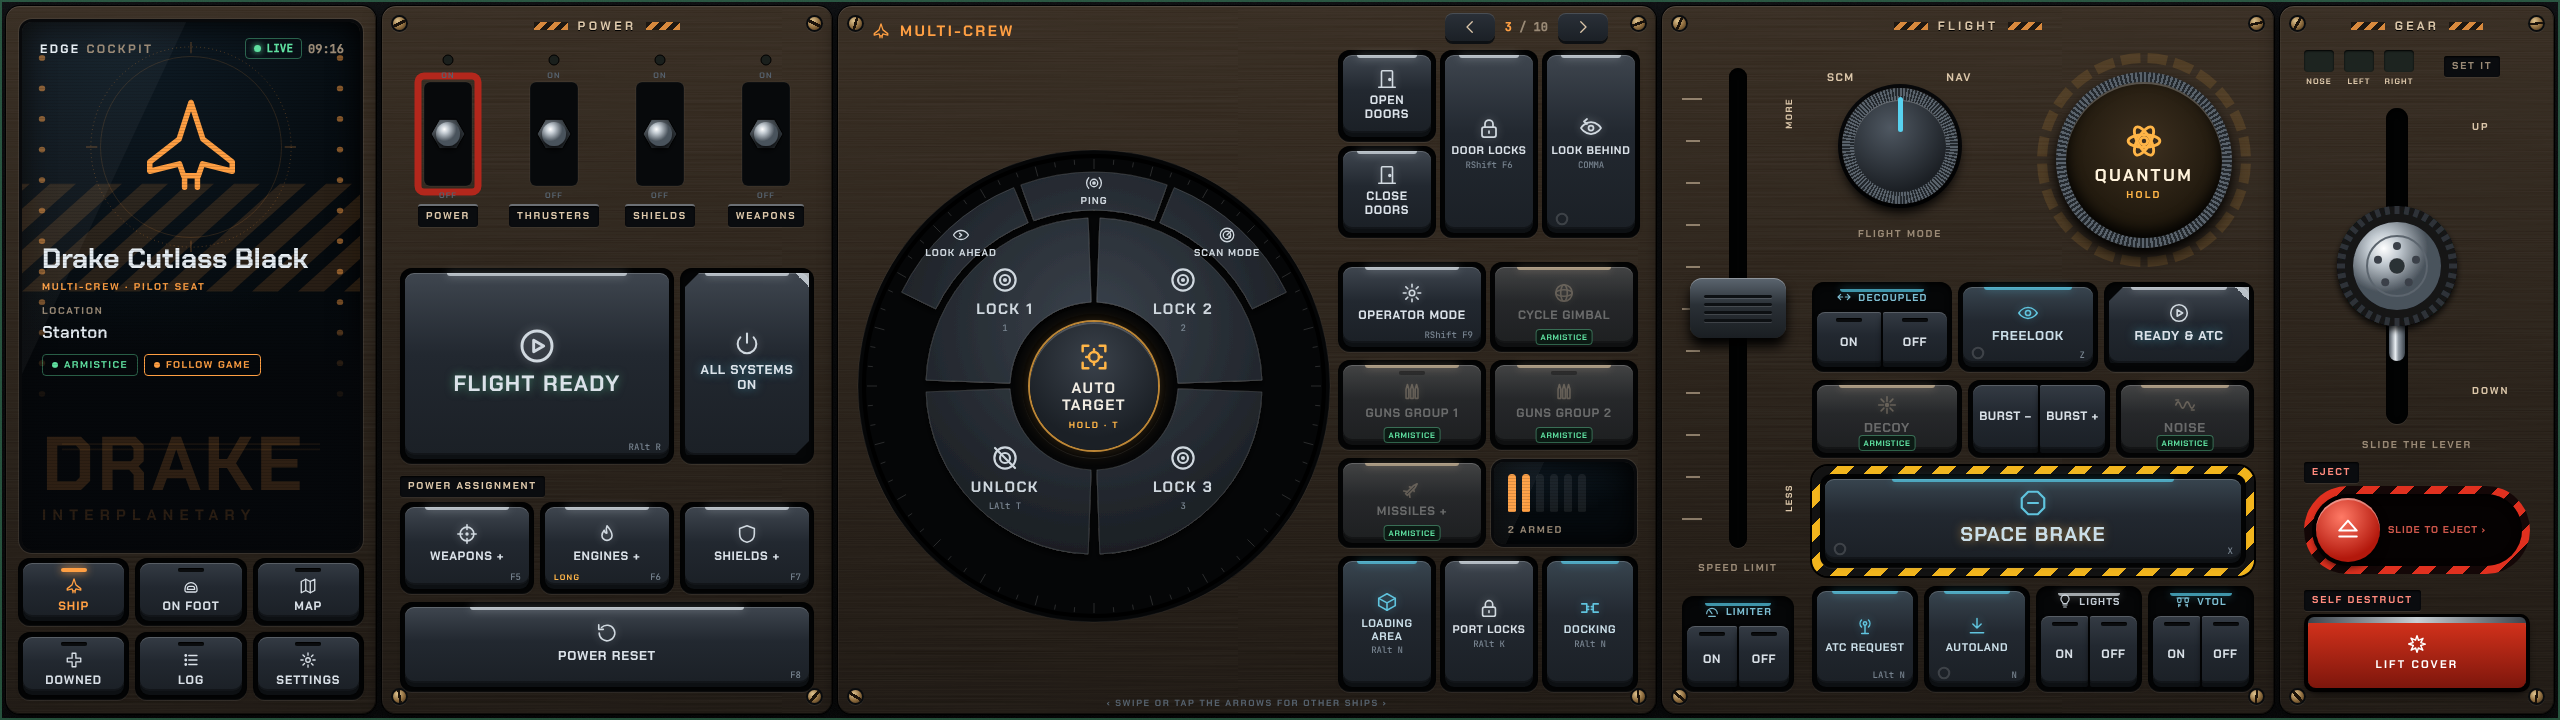 EDGE COCKPIT
LIVE 09:16
Drake Cutlass Black
MULTI-CREW · PILOT SEAT
LOCATION
Stanton
ARMISTICE
FOLLOW GAME
DRAKE
INTERPLANETARY
SHIP
ON FOOT
MAP
DOWNED
LOG
SETTINGS
POWER
ON
ON
ON
ON
OFF
OFF
OFF
OFF
POWER
THRUSTERS
SHIELDS
WEAPONS
FLIGHT READY
RAlt R
ALL SYSTEMS
ON
POWER ASSIGNMENT
WEAPONS +
F5
ENGINES +
LONG F6
SHIELDS +
F7
POWER RESET
F8
MULTI-CREW
3 / 10
PING
LOOK AHEAD
SCAN MODE
LOCK 1
1
LOCK 2
2
AUTO
TARGET
HOLD · T
UNLOCK
LAlt T
LOCK 3
3
OPEN
DOORS
CLOSE
DOORS
DOOR LOCKS
RShift F6
LOOK BEHIND
COMMA
OPERATOR MODE
RShift F9
CYCLE GIMBAL
ARMISTICE
GUNS GROUP 1
ARMISTICE
GUNS GROUP 2
ARMISTICE
MISSILES +
ARMISTICE
2 ARMED
LOADING
AREA
RAlt N
PORT LOCKS
RAlt K
DOCKING
RAlt N
‹ SWIPE OR TAP THE ARROWS FOR OTHER SHIPS ›
FLIGHT
MORE
LESS
SPEED LIMIT
LIMITER
ON
OFF
SCM
NAV
FLIGHT MODE
QUANTUM
HOLD
DECOUPLED
ON
OFF
FREELOOK
Z
READY & ATC
DECOY
ARMISTICE
BURST –
BURST +
NOISE
ARMISTICE
SPACE BRAKE
X
ATC REQUEST
LAlt N
AUTOLAND
N
LIGHTS
ON
OFF
VTOL
ON
OFF
GEAR
NOSE
LEFT
RIGHT
SET IT
UP
DOWN
SLIDE THE LEVER
EJECT
SLIDE TO EJECT ›
SELF DESTRUCT
LIFT COVER